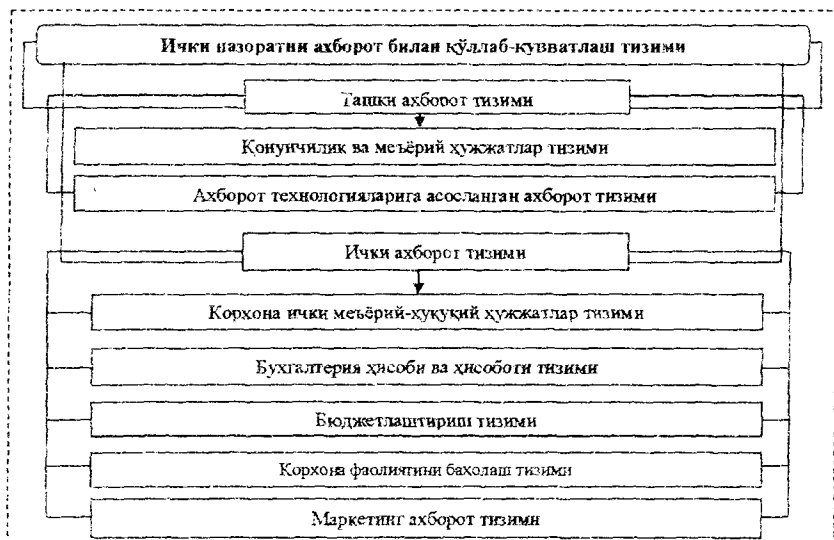 Ички назоратни ахборот билан қўллаб-қувватлаш тизими
Ташқи ахборот тизими
Қонунчилик ва меъёрий ҳужжатлар тизими
Ахборот технологияларига асосланган ахборот тизими
Ички ахборот тизими
Корхона ички меъёрий-ҳуқуқий ҳужжатлар тизими
Бухгалтерия ҳисоби ва ҳисоботи тизими
Бюджетлаштириш тизими
Корхона фаолиятини баҳолаш тизими
Маркетинг ахборот тизими